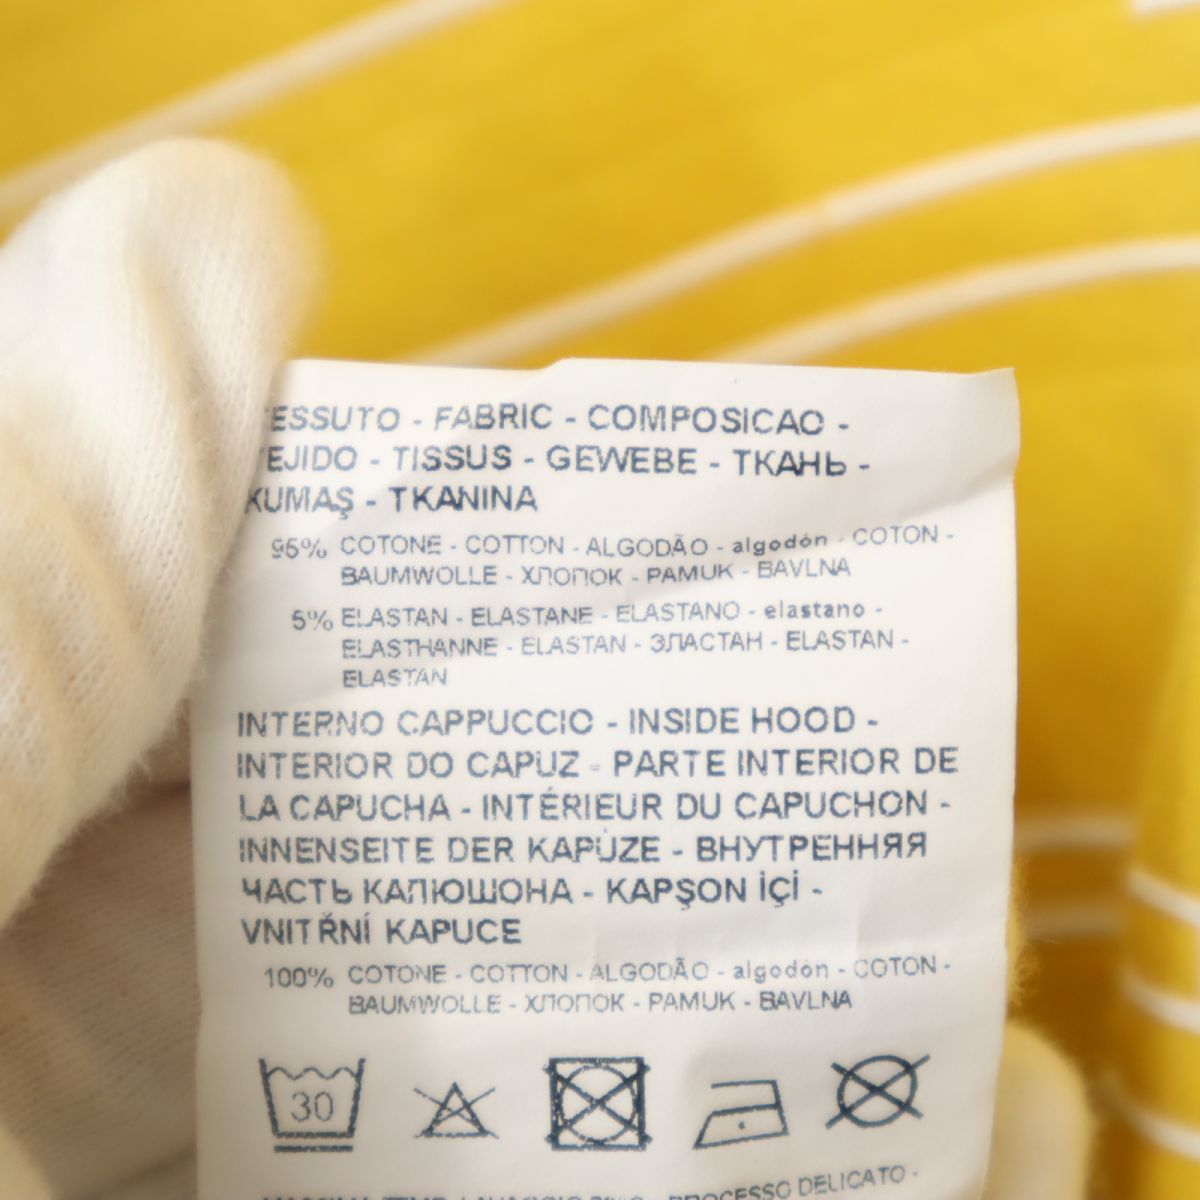 TESSUTO - FABRIC - COMPOSICAO -
TEJIDO - TISSUS - GEWEBE - ТКАНЬ -
KUMAŞ - TKANINA
95% COTONE - COTTON - ALGODÃO - algodón - COTON -
BAUMWOLLE - ХЛОПОК - PAMUK - BAVLNA
5% ELASTAN - ELASTANE - ELASTANO - elastano -
ELASTHANNE - ELASTAN - ЭЛАСТАН - ELASTAN -
ELASTAN
INTERNO CAPPUCCIO - INSIDE HOOD -
INTERIOR DO CAPUZ - PARTE INTERIOR DE
LA CAPUCHA - INTÉRIEUR DU CAPUCHON -
INNENSEITE DER KAPUZE - ВНУТРЕННЯЯ
ЧАСТЬ КАПЮШОНА - KAPŞON İÇİ -
VNITŘNÍ KAPUCE
100% COTONE - COTTON - ALGODÃO - algodón - COTON -
BAUMWOLLE - ХЛОПОК - PAMUK - BAVLNA
30
PROCESSO DELICATO -